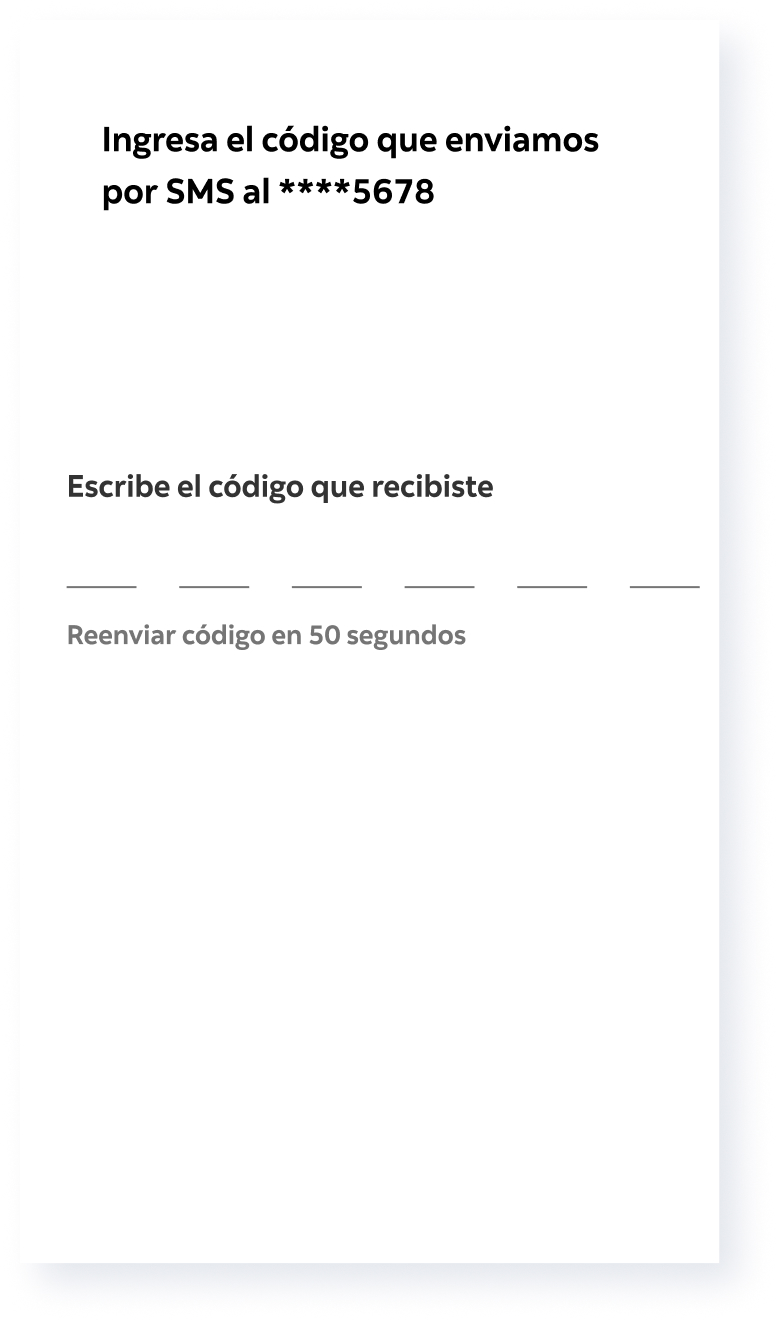 Ingresa el código que enviamos
por SMS al ****5678
Escribe el código que recibiste
Reenviar código en 50 segundos